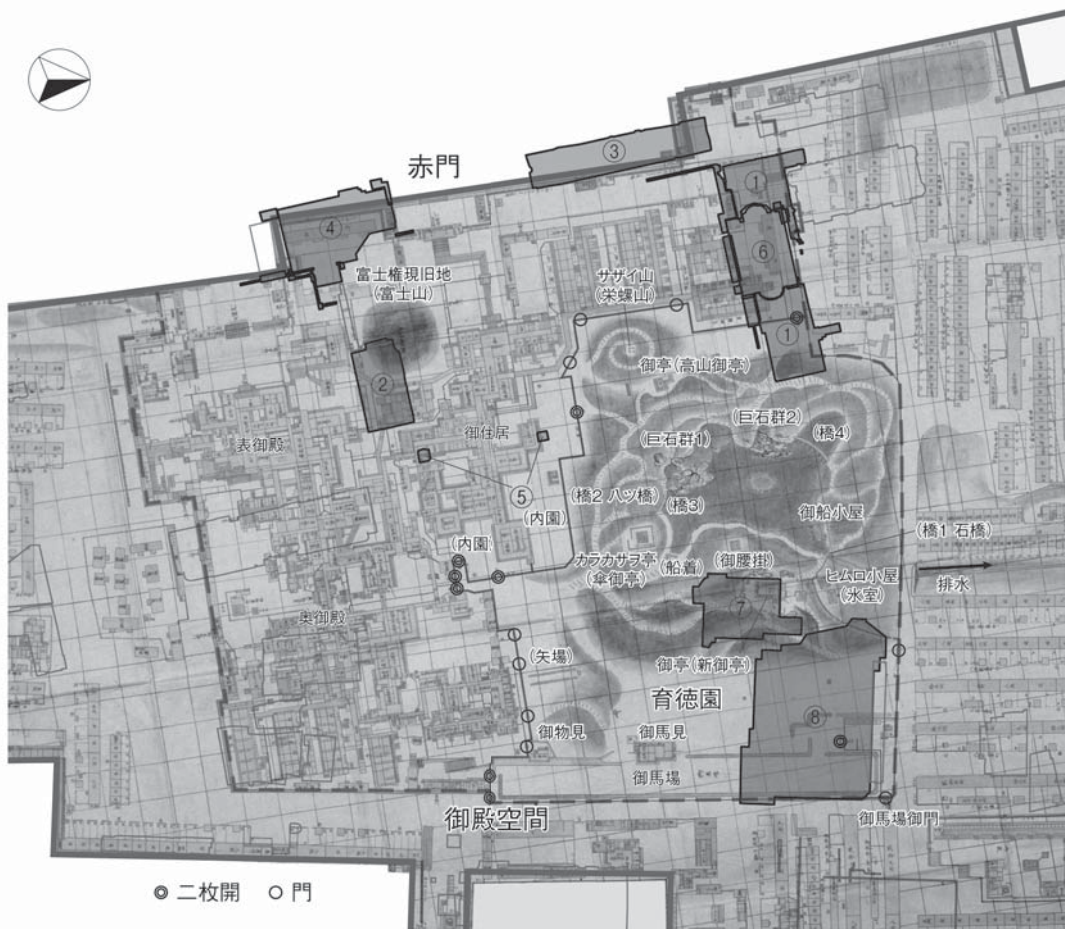 赤門
③
①
④
⑥
富士権現旧地
(富士山)
サザイ山
(栄螺山)
①
②
御亭(高山御亭)
表御殿
御住居
(巨石群1)
(巨石群2)
(橋4)
⑤
(内園)
(橋2 八ツ橋)
(橋3)
御船小屋
(橋1 石橋)
(内園)
カラカサヲ亭
(傘御亭)
(船着)
(御腰掛)
ヒムロ小屋
(氷室)
排水
奥御殿
⑦
(矢場)
御亭(新御亭)
育徳園
⑧
御物見
御馬見
御馬場
御殿空間
御馬場御門
◎ 二枚開 ○ 門